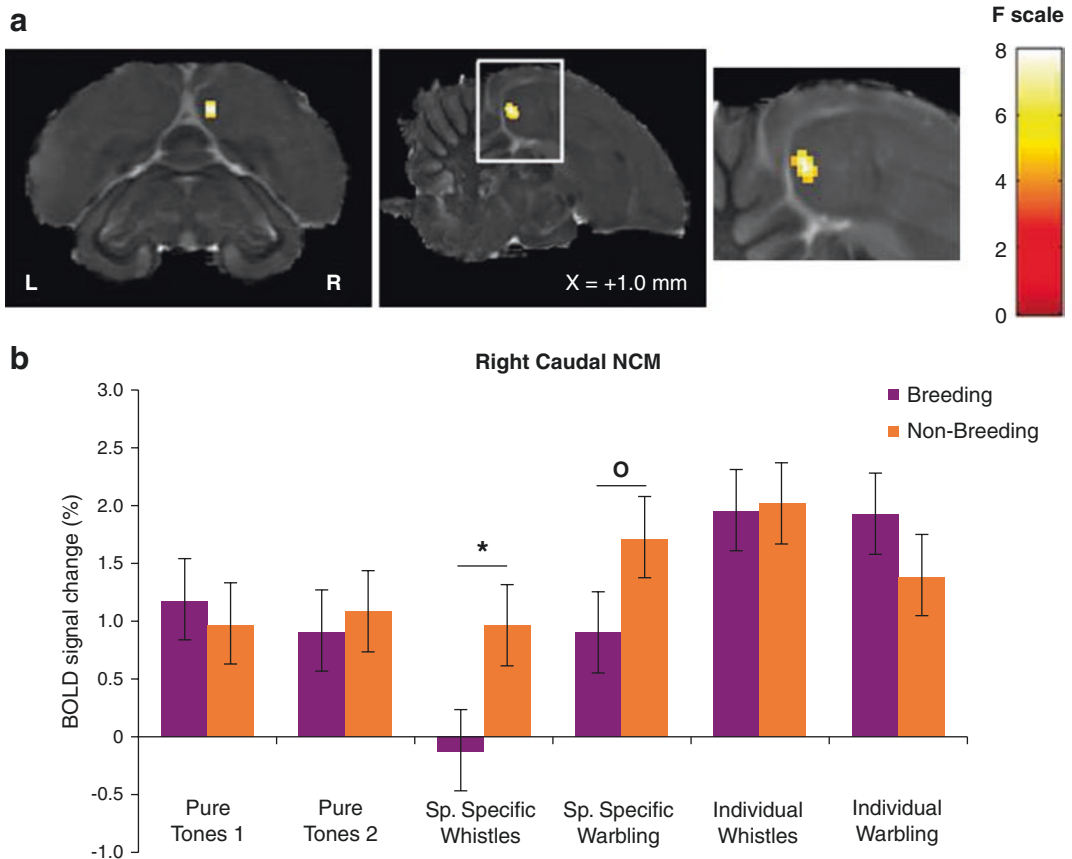 a
F scale
8
6
4
2
0
L
R
X = +1.0 mm
b
Right Caudal NCM
Breeding
Non-Breeding
BOLD signal change (%)
3.0
2.5
2.0
1.5
1.0
0.5
0
-0.5
-1.0
*
O
Pure
Tones 1
Pure
Tones 2
Sp. Specific
Whistles
Sp. Specific
Warbling
Individual
Whistles
Individual
Warbling